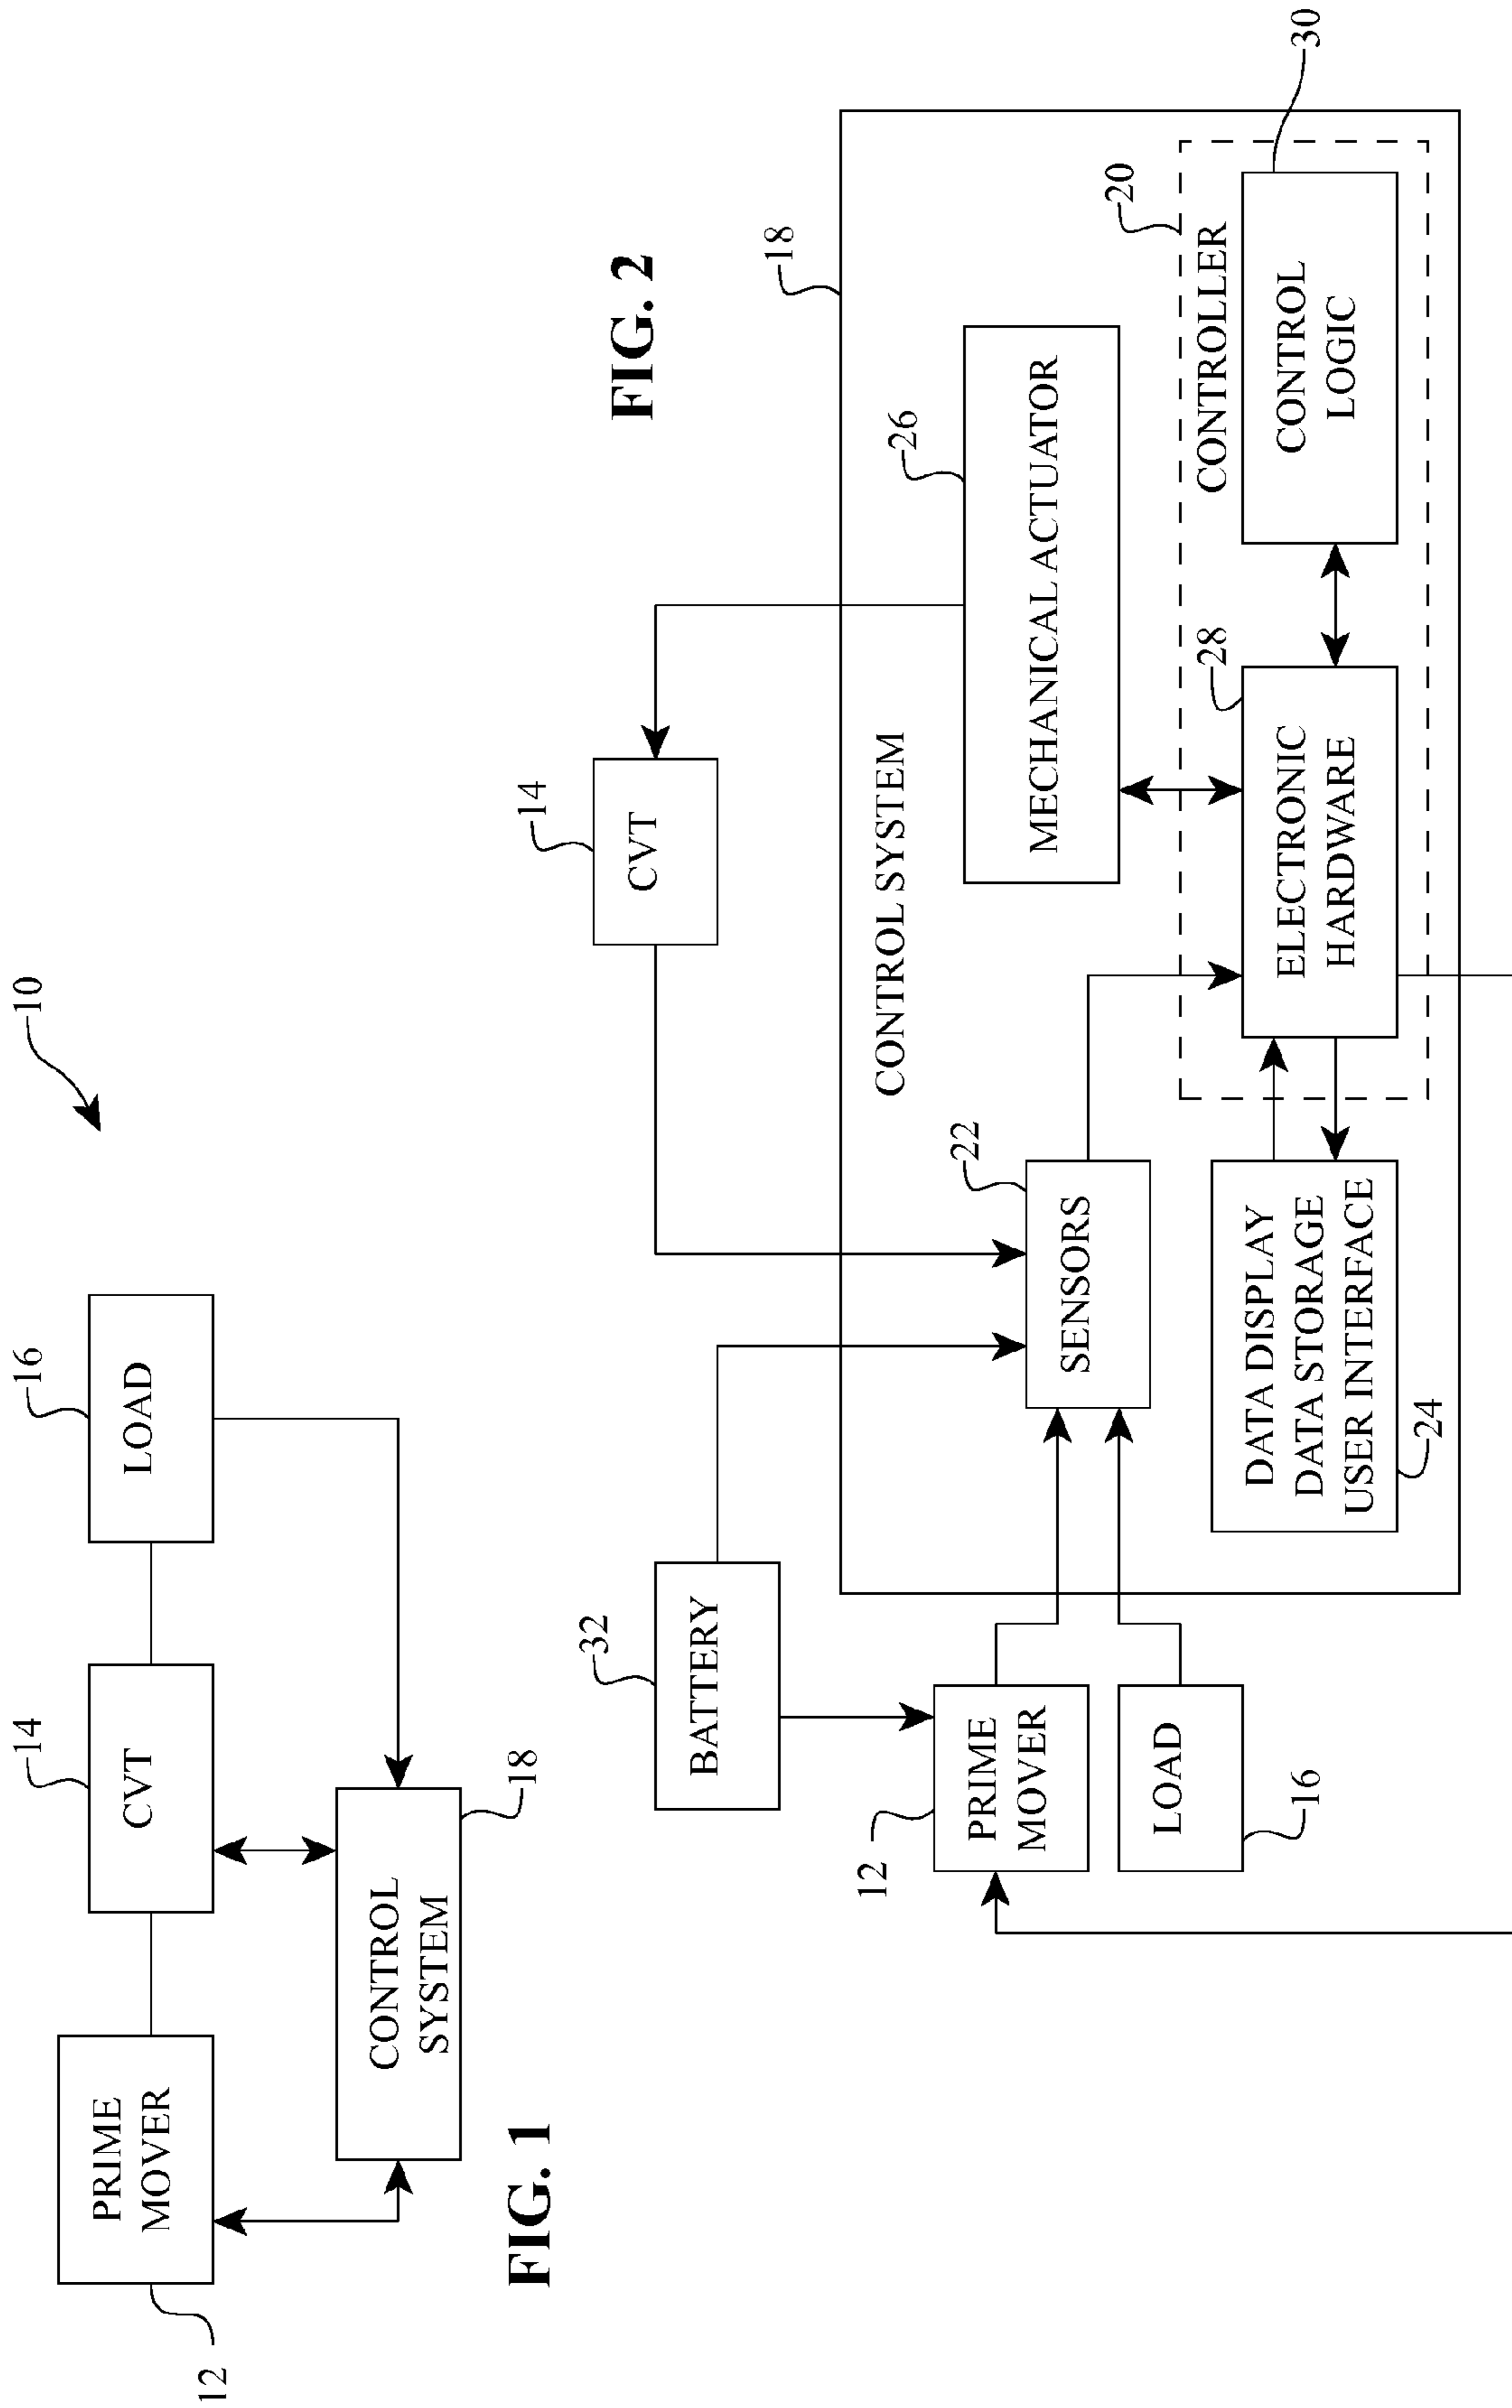 10
12
PRIME
MOVER
14
CVT
16
LOAD
CONTROL
SYSTEM
18
FIG. 1
FIG. 2
14
CVT
32
BATTERY
18
CONTROL SYSTEM
26
MECHANICAL ACTUATOR
12
PRIME
MOVER
22
SENSORS
LOAD
16
20
CONTROLLER
28
ELECTRONIC
HARDWARE
CONTROL
LOGIC
30
DATA DISPLAY
DATA STORAGE
USER INTERFACE
24